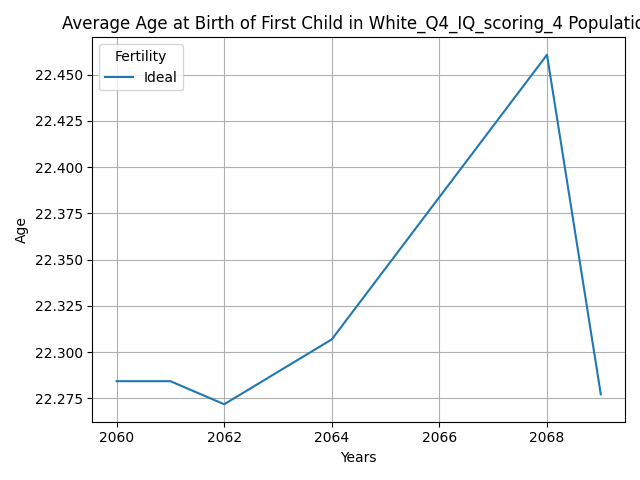 Average Age at Birth of First Child in White_Q4_IQ_scoring_4 Populatio
Fertility
Ideal
22.450
22.425
22.400
22.375
22.350
22.325
22.300
22.275
Age
2060 2062 2064 2066 2068
Years